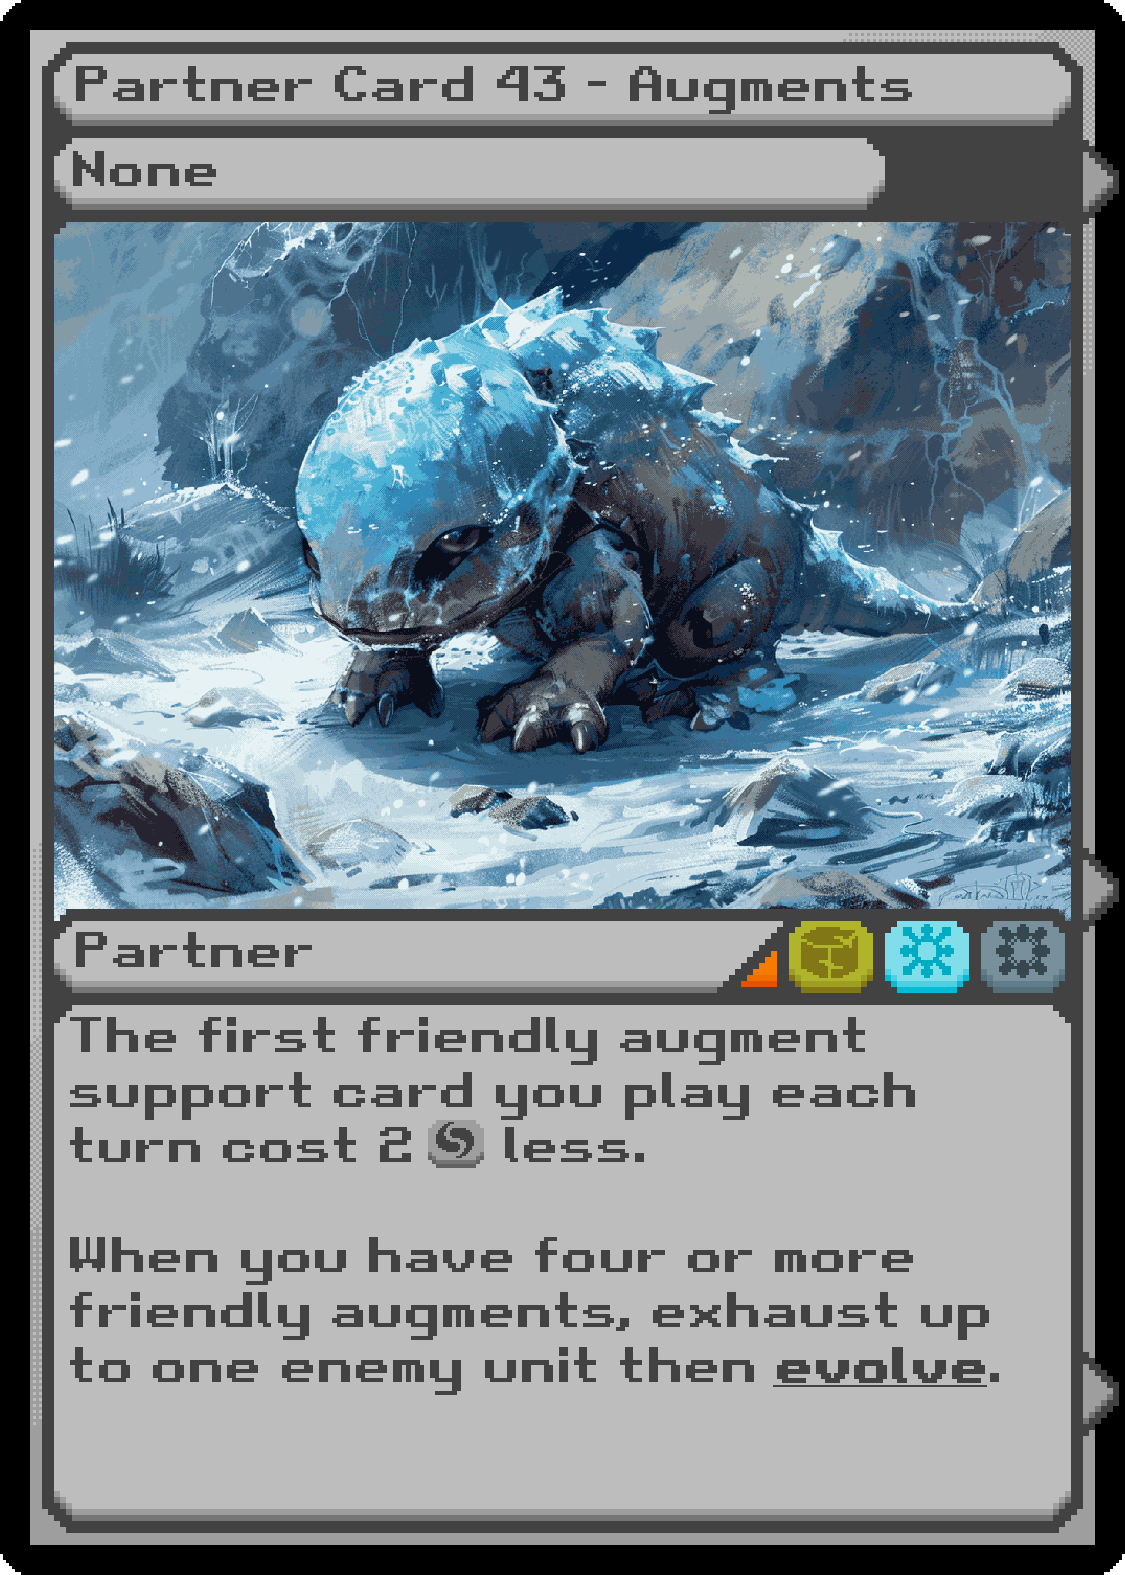 Partner Card 43 - Augments
None
Partner
The first friendly augment
support card you play each
turn cost 2 less.
When you have four or more
friendly augments, exhaust up
to one enemy unit then evolve.